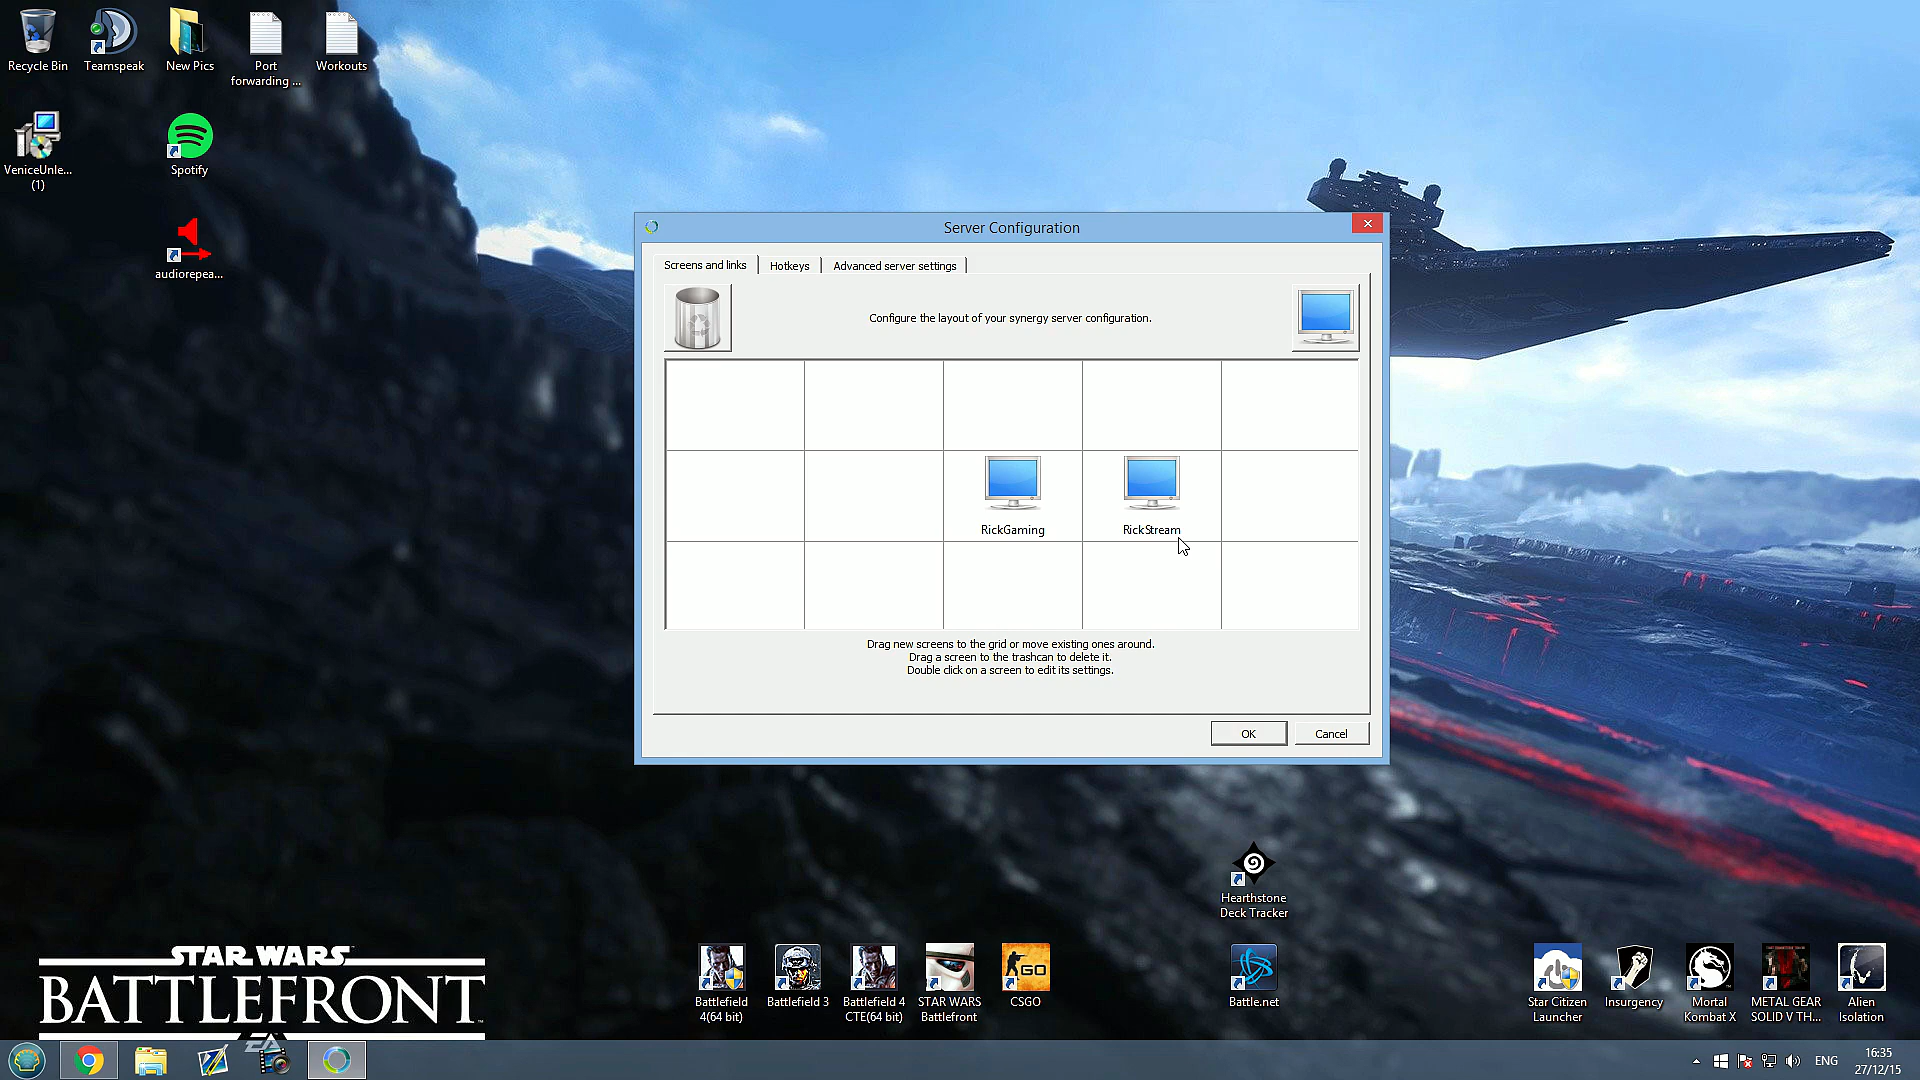 Recycle Bin
Teamspeak
New Pics
Port
forwarding ...
Workouts
VeniceUnle...
(1)
Spotify
audiorepea...
Server Configuration
Screens and links
Hotkeys
Advanced server settings
Configure the layout of your synergy server configuration.
RickGaming
RickStream
Drag new screens to the grid or move existing ones around.
Drag a screen to the trashcan to delete it.
Double click on a screen to edit its settings.
OK
Cancel
Hearthstone
Deck Tracker
STAR WARS
BATTLEFRONT
EA
Battlefield
4(64 bit)
Battlefield 3
Battlefield 4
CTE(64 bit)
STAR WARS
Battlefront
GO
CSGO
Battle.net
Star Citizen
Launcher
Insurgency
Mortal
Kombat X
METAL GEAR
SOLID V TH...
Alien
Isolation
ENG
16:35
27/12/15